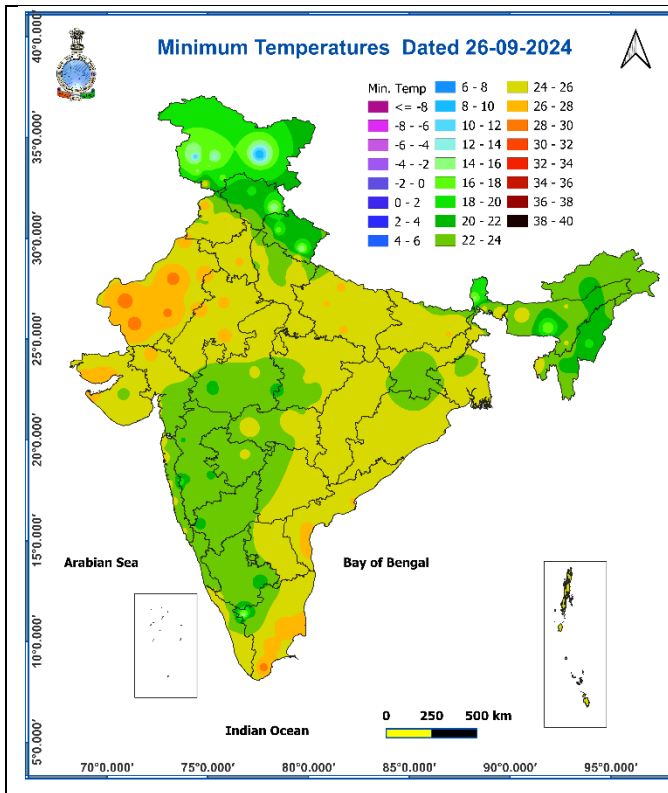 Minimum Temperatures Dated 26-09-2024
Min. Temp
<= -8
-8 - -6
-6 - -4
-4 - -2
-2 - 0
0 - 2
2 - 4
4 - 6
6 - 8
8 - 10
10 - 12
12 - 14
14 - 16
16 - 18
18 - 20
20 - 22
22 - 24
24 - 26
26 - 28
28 - 30
30 - 32
32 - 34
34 - 36
36 - 38
38 - 40
40°0.000'
35°0.000'
30°0.000'
25°0.000'
20°0.000'
15°0.000'
10°0.000'
5°0.000'
Arabian Sea
Bay of Bengal
Indian Ocean
0 250 500 km
70°0.000' 75°0.000' 80°0.000' 85°0.000' 90°0.000' 95°0.000'